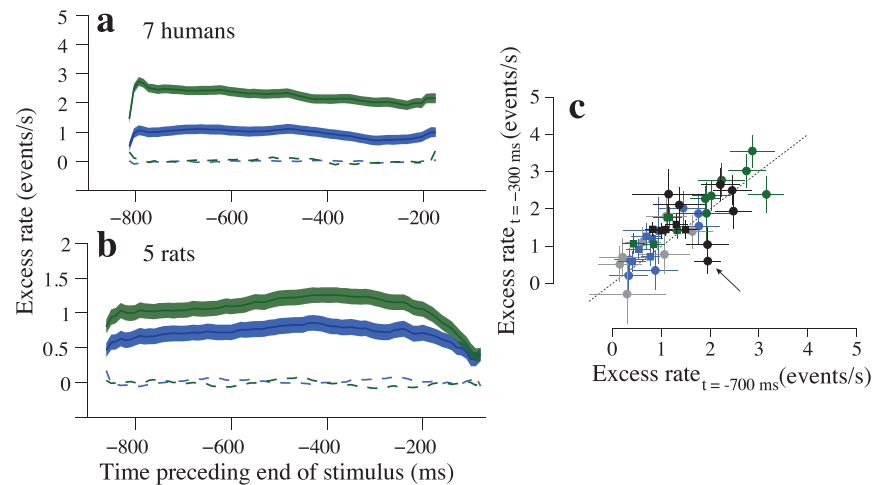 a
7 humans
5
4
3
2
1
0
−800
−600
−400
−200
Excess rate (events/s)
b
5 rats
2
1.5
1
0.5
0
−800
−600
−400
−200
Time preceding end of stimulus (ms)
c
Excess rate t = -300 ms (events/s)
5
4
3
2
1
0
0 1 2 3 4 5
Excess rate t = -700 ms (events/s)